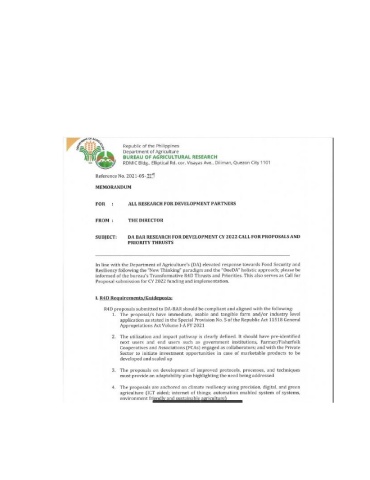 Republic of the Philippines
Department of Agriculture
BUREAU OF AGRICULTURAL RESEARCH
RDMIC Bldg., Elliptical Rd. cor. Visayas Ave., Diliman, Quezon City 1101
Reference No. 2021-09-
MEMORANDUM
FOR : ALL RESEARCH FOR DEVELOPMENT PARTNERS
FROM : THE DIRECTOR
SUBJECT: DA BAR RESEARCH FOR DEVELOPMENT CY 2022 CALL FOR PROPOSALS AND
PRIORITY THRUSTS
In line with the Department of Agriculture's (DA) elevated response towards Food Security and
Resiliency following the "New Thinking" paradigm and the "OneDA" holistic approach, please be
informed of the bureau's Transformative R4D Thrusts and Priorities. This also serves as Call for
Proposal submissions for CY 2022 funding and implementation.
I. R4D Requirements/Guideposts:
R4D proposals submitted to DA-BAR should be compliant and aligned with the following:
1. The proposal/s have immediate, viable and tangible farm and/or industry level
application as stated in the Special Provision No. 5 of the Republic Act 11518 General
Appropriations Act Volume I-A FY 2021
2. The utilization and impact pathway is clearly defined. It should have pre-identified
next users and end users such as government institutions, Farmer/Fisherfolk
Cooperatives and Associations (FCAs) engaged as collaborators; and with the Private
Sector to initiate investment opportunities in case of marketable products to be
developed and scaled up
3. The proposals on development of improved protocols, processes, and techniques
must provide an adaptability plan highlighting the need being addressed
4. The proposals are anchored on climate resiliency using precision, digital, and green
agriculture (ICT aided; internet of things, automation enabled system of systems,
environment friendly and sustainable agriculture)